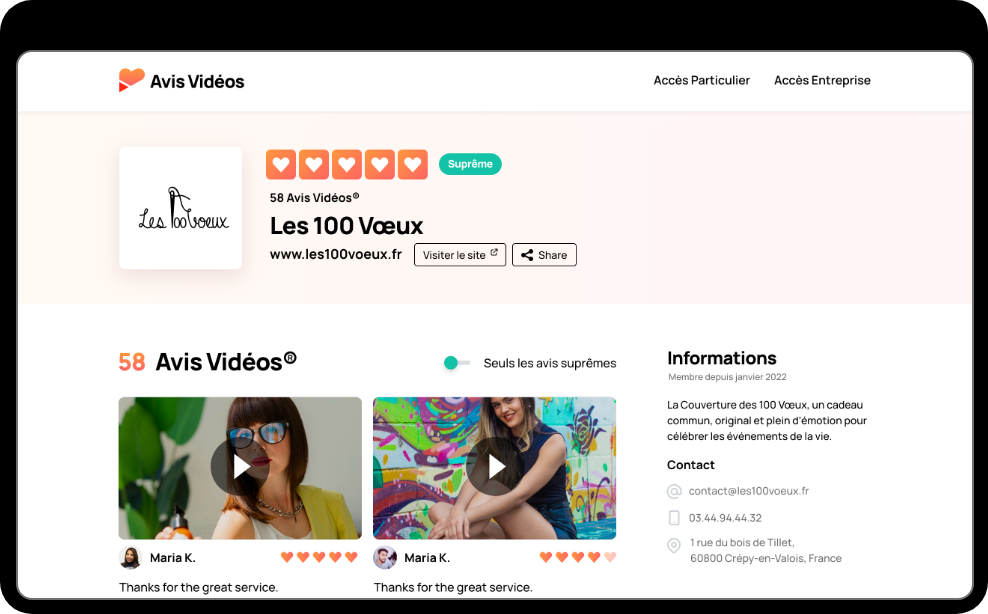 Avis Vidéos
Accès Particulier
Accès Entreprise
Les 100 Voeux
Suprême
58 Avis Vidéos®
Les 100 Vœux
www.les100voeux.fr
Visiter le site
Share
58 Avis Vidéos®
Seuls les avis suprêmes
Maria K.
Thanks for the great service.
Maria K.
Thanks for the great service.
Informations
Membre depuis janvier 2022
La Couverture des 100 Vœux, un cadeau
commun, original et plein d'émotion pour
célébrer les événements de la vie.
Contact
contact@les100voeux.fr
03.44.94.44.32
1 rue du bois de Tillet,
60800 Crépy-en-Valois, France